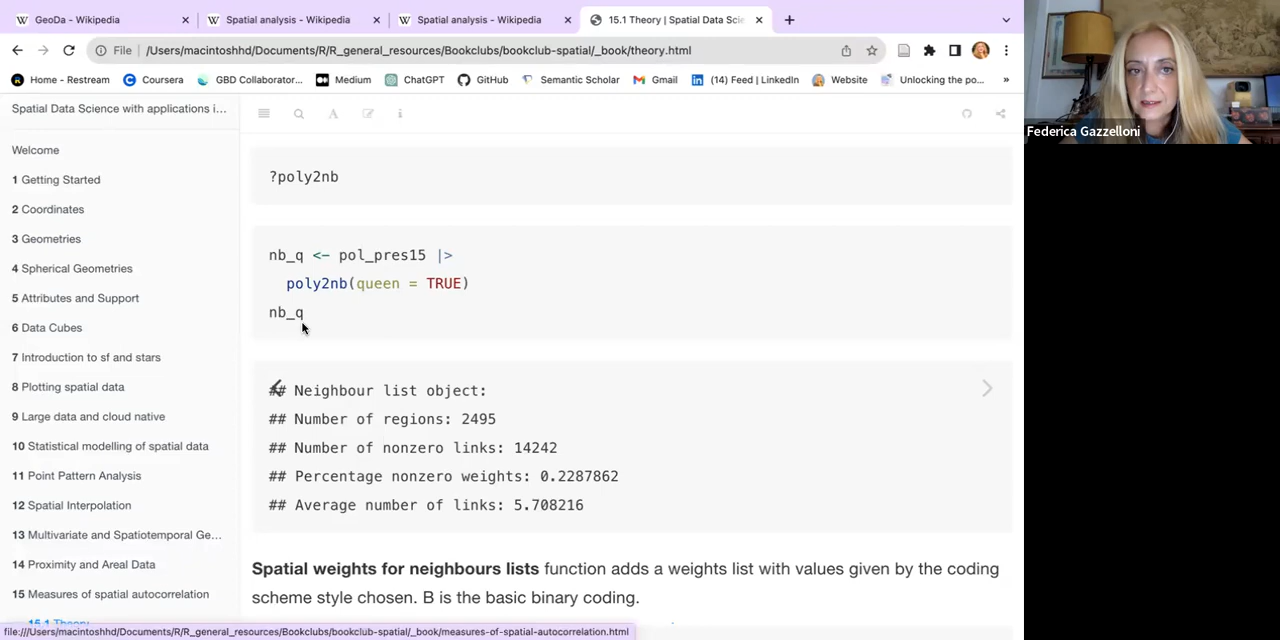 GeoDa - Wikipedia
Spatial analysis - Wikipedia
Spatial analysis - Wikipedia
15.1 Theory | Spatial Data Scie
File
/Users/macintoshhd/Documents/R/R_general_resources/Bookclubs/bookclub-spatial/_book/theory.html
Home - Restream
Coursera
GBD Collaborator...
Medium
ChatGPT
GitHub
Semantic Scholar
Gmail
(14) Feed | LinkedIn
Website
Unlocking the po...
»
Spatial Data Science with applications i...
Welcome
1 Getting Started
2 Coordinates
3 Geometries
4 Spherical Geometries
5 Attributes and Support
6 Data Cubes
7 Introduction to sf and stars
8 Plotting spatial data
9 Large data and cloud native
10 Statistical modelling of spatial data
11 Point Pattern Analysis
12 Spatial Interpolation
13 Multivariate and Spatiotemporal Ge...
14 Proximity and Areal Data
15 Measures of spatial autocorrelation
15.1 Theory
file:///Users/macintoshhd/Documents/R/R_general_resources/Bookclubs/bookclub-spatial/_book/measures-of-spatial-autocorrelation.html
?poly2nb
nb_q <- pol_pres15 |>
poly2nb(queen = TRUE)
nb_q
## Neighbour list object:
## Number of regions: 2495
## Number of nonzero links: 14242
## Percentage nonzero weights: 0.2287862
## Average number of links: 5.708216
Spatial weights for neighbours lists function adds a weights list with values given by the coding
scheme style chosen. B is the basic binary coding.
Federica Gazzelloni